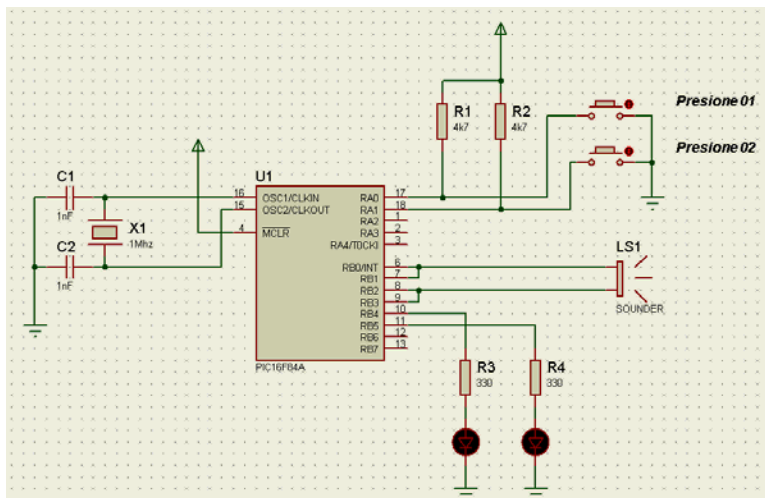 R1
4k7
R2
4k7
Presione 01
Presione 02
C1
1nF
X1
1Mhz
C2
1nF
U1
16
15
4
OSC1/CLKIN
OSC2/CLKOUT
MCLR
RA0
RA1
RA2
RA3
RA4/T0CKI
RB0/INT
RB1
RB2
RB3
RB4
RB5
RB6
RB7
17
18
1
2
3
6
7
8
9
10
11
12
13
PIC16F84A
LS1
SOUNDER
R3
330
R4
330